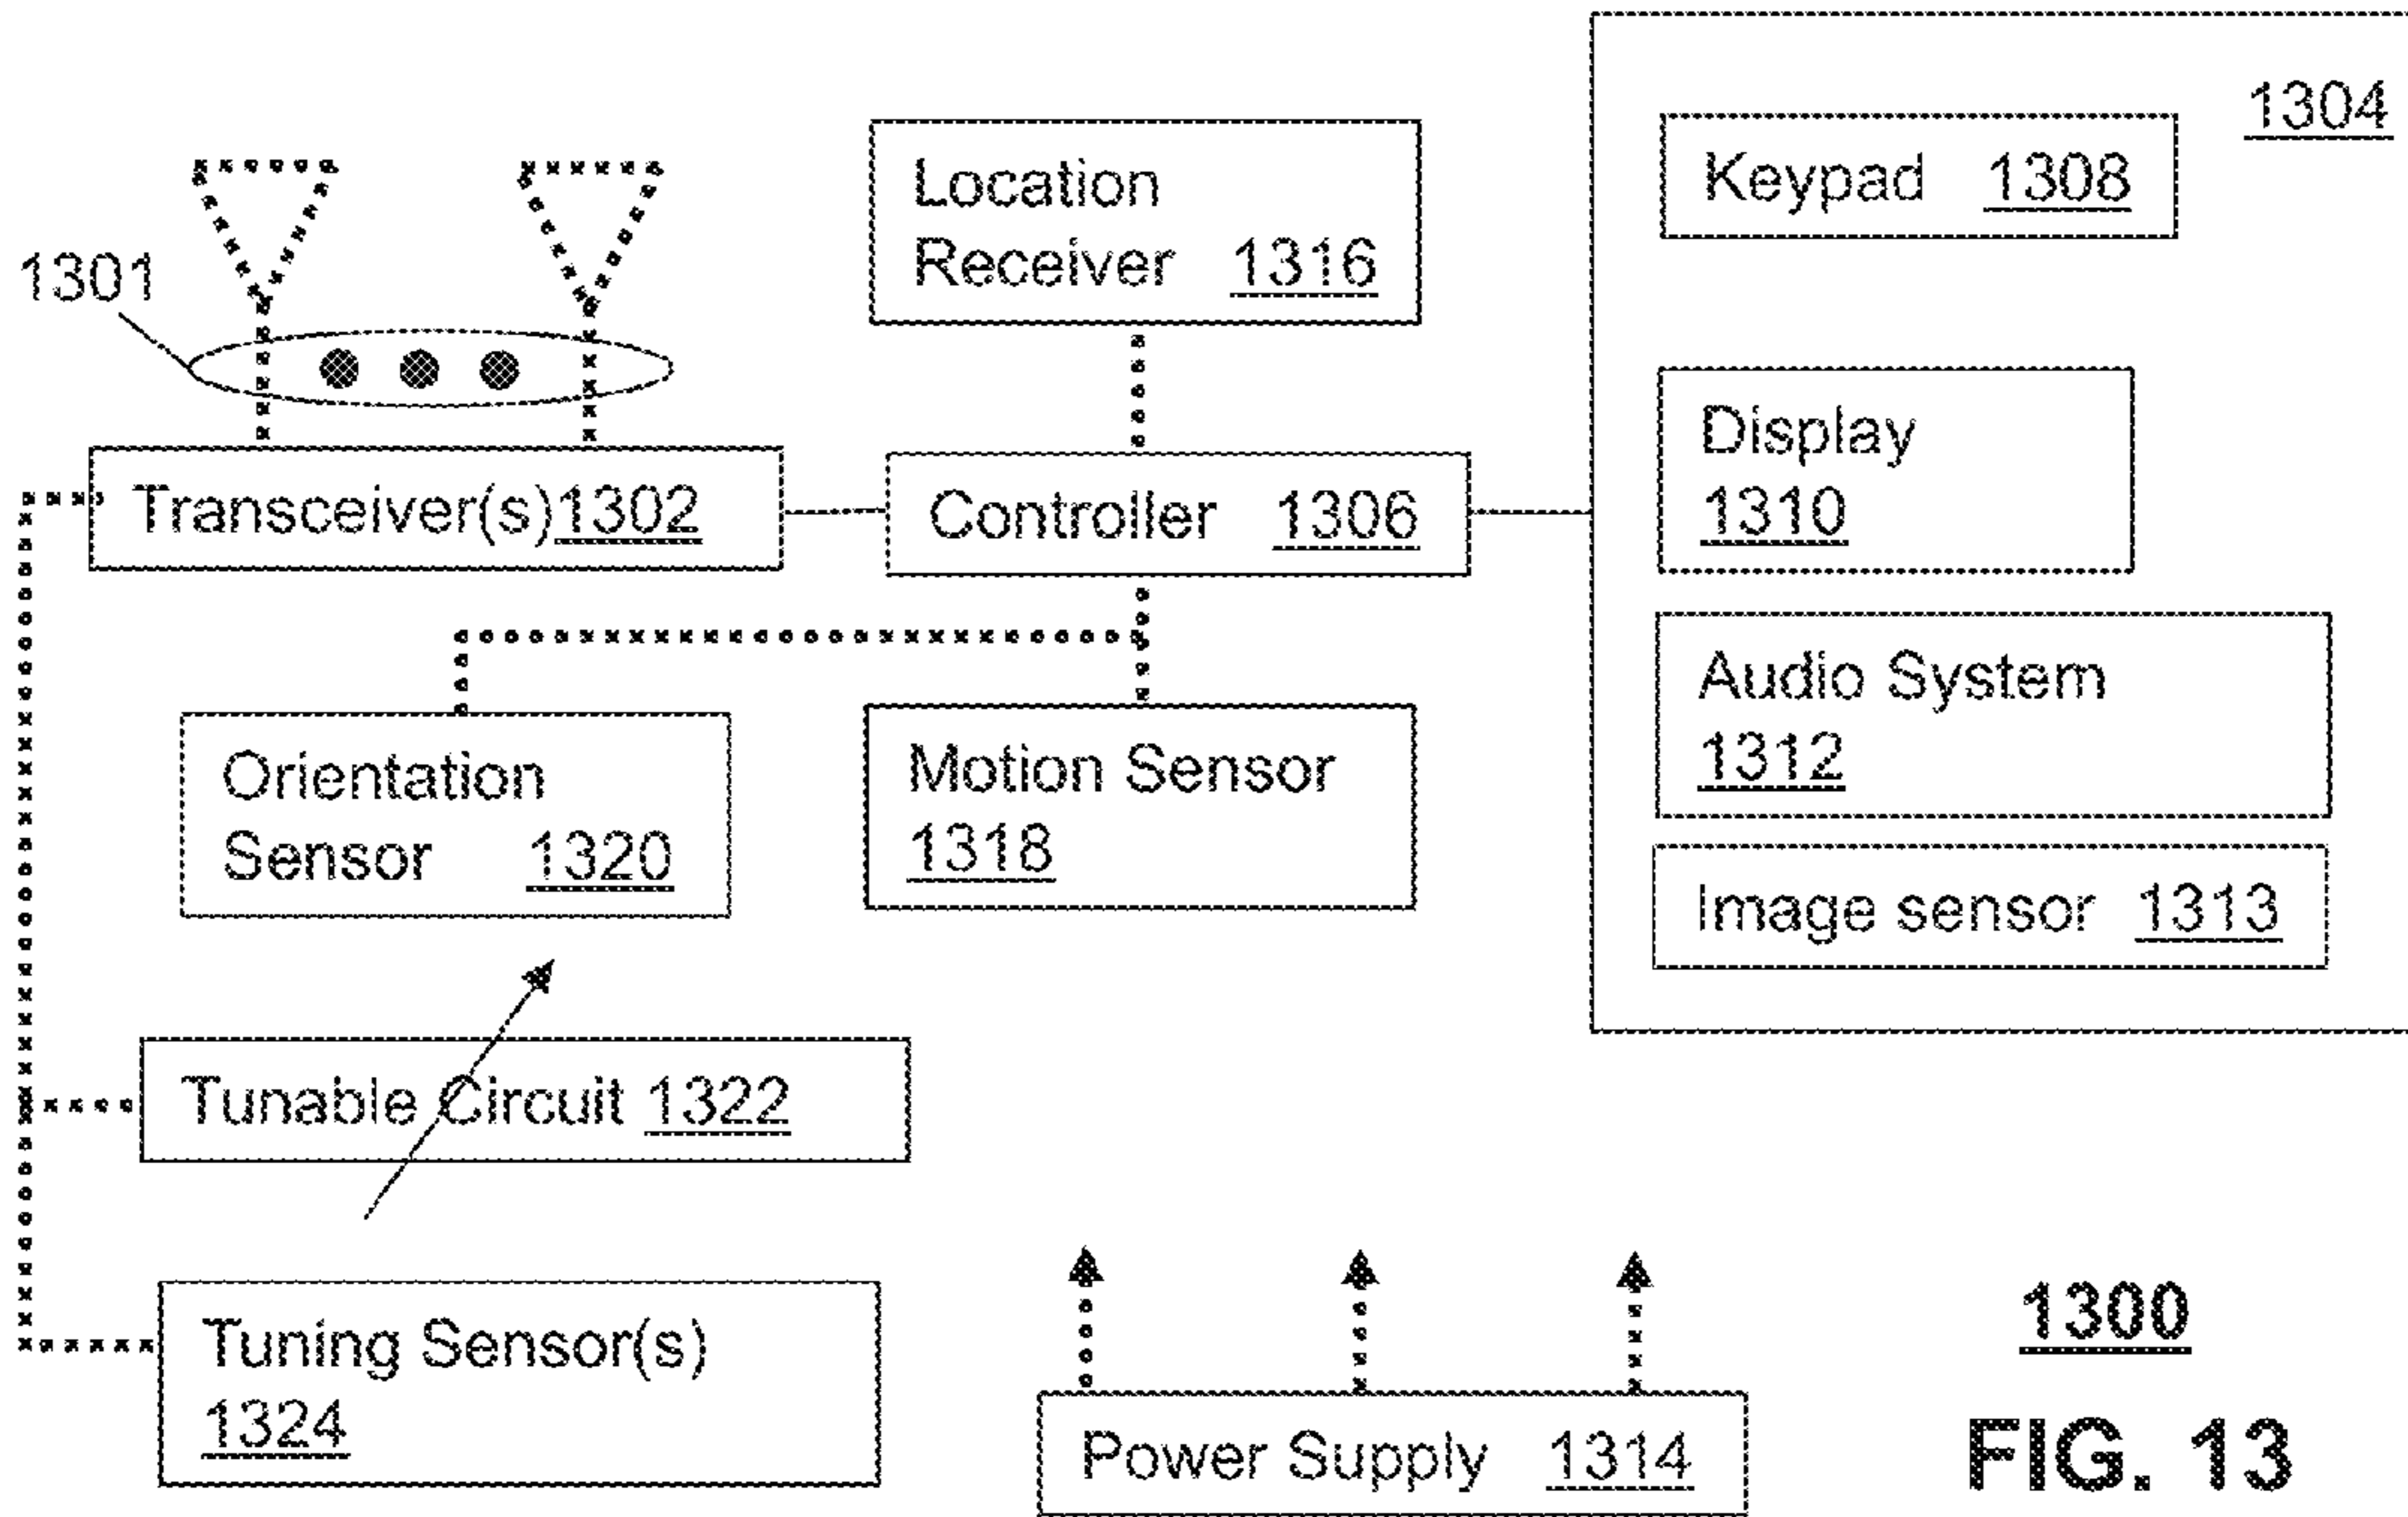 1304
Keypad 1308
Location
Receiver 1316
1301
Display
1310
Transceiver(s)1302
Controller 1306
Audio System
1312
Orientation
Sensor 1320
Motion Sensor
1318
Image sensor 1313
Tunable Circuit 1322
Tuning Sensor(s)
1324
Power Supply 1314
1300
FIG. 13